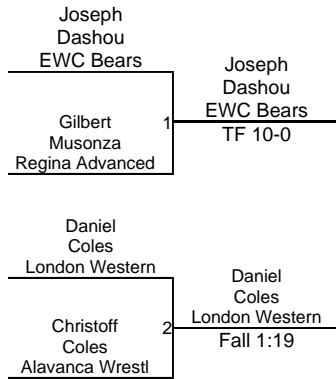 Joseph
Dashou
EWC Bears
Gilbert
Musonza
Regina Advanced
1
Joseph
Dashou
EWC Bears
TF 10-0
Daniel
Coles
London Western
Christoff
Coles
Alavanca Wrestl
2
Daniel
Coles
London Western
Fall 1:19